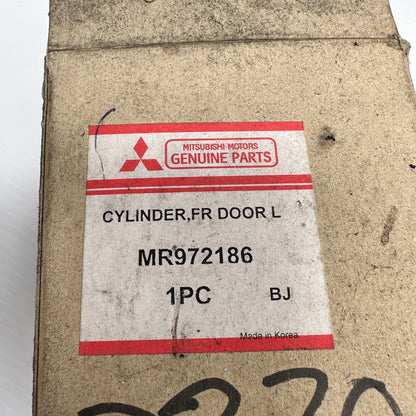 MITSUBISHI MOTORS
GENUINE PARTS
CYLINDER,FR DOOR L
MR972186
1PC BJ
Made in Korea